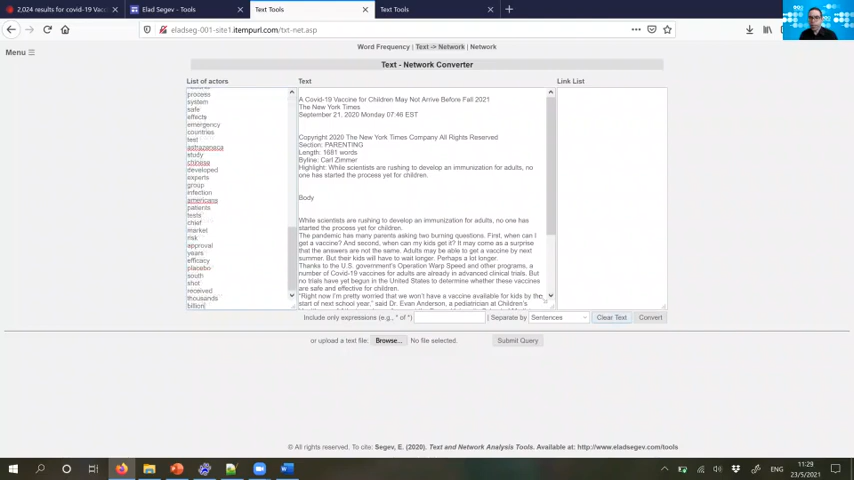 2,024 results for covid-19 Vacc
Elad Segev - Tools
Text Tools
Text Tools
eladseg-001-site1.itempurl.com/txt-net.asp
Menu
Word Frequency | Text -> Network | Network
Text - Network Converter
List of actors
Text
Link List
process
system
safe
effects
emergency
countries
test
astrazeneca
study
chinese
developed
experts
group
infection
americans
patients
tests
chief
market
risk
approval
years
efficacy
placebo
south
shot
received
thousands
billion
A Covid-19 Vaccine for Children May Not Arrive Before Fall 2021
The New York Times
September 21, 2020 Monday 07:46 EST
Copyright 2020 The New York Times Company All Rights Reserved
Section: PARENTING
Length: 1681 words
Byline: Carl Zimmer
Highlight: While scientists are rushing to develop an immunization for adults, no
one has started the process yet for children.
Body
While scientists are rushing to develop an immunization for adults, no one has
started the process yet for children.
The pandemic has many parents asking two burning questions. First, when can I
get a vaccine? And second, when can my kids get it? It may come as a surprise
that the answers are not the same. Adults may be able to get a vaccine by next
summer. But their kids will have to wait longer. Perhaps a lot longer.
Thanks to the U.S. government's Operation Warp Speed and other programs, a
number of Covid-19 vaccines for adults are already in advanced clinical trials. But
no trials have yet begun in the United States to determine whether these vaccines
are safe and effective for children.
"Right now I'm pretty worried that we won't have a vaccine available for kids by the
start of next school year," said Dr. Evan Anderson, a pediatrician at Children's
Include only expressions (e.g., * of *)
| Separate by
Sentences
Clear Text
Convert
or upload a text file:
Browse...
No file selected.
Submit Query
© All rights reserved. To cite: Segev, E. (2020). Text and Network Analysis Tools. Available at: http://www.eladsegev.com/tools
ENG
11:29
23/5/2021